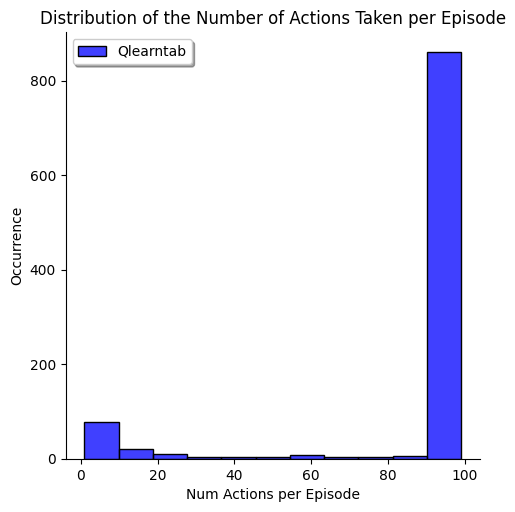 Distribution of the Number of Actions Taken per Episode
Qlearntab
800
600
400
200
0
Occurrence
0 20 40 60 80 100
Num Actions per Episode